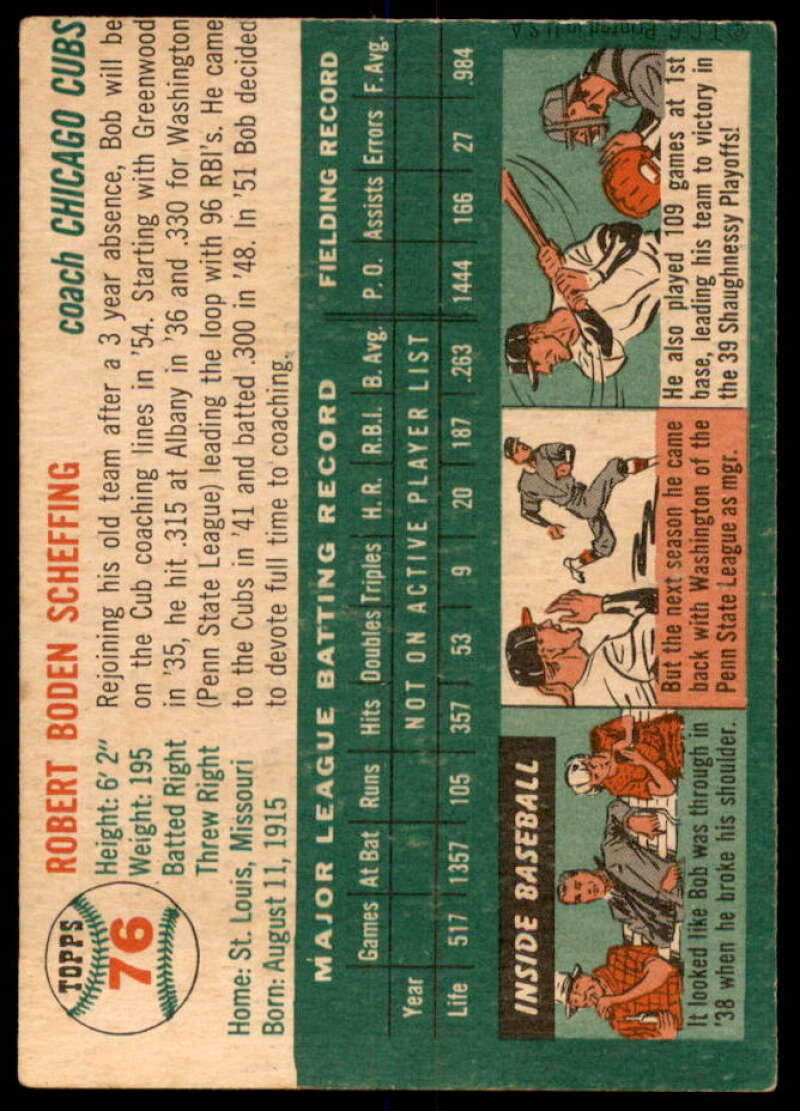 TOPPS
76
ROBERT BODEN SCHEFFING
coach CHICAGO CUBS
Height: 6' 2"
Weight: 195
Batted Right
Threw Right
Home: St. Louis, Missouri
Born: August 11, 1915
Rejoining his old team after a 3 year absence, Bob will be
on the Cub coaching lines in '54. Starting with Greenwood
in '35, he hit .315 at Albany in '36 and .330 for Washington
(Penn State League) leading the loop with 96 RBI's. He came
to the Cubs in '41 and batted .300 in '48. In '51 Bob decided
to devote full time to coaching.
MAJOR LEAGUE BATTING RECORD FIELDING RECORD
Games At Bat Runs Hits Doubles Triples H. R. R.B.I. B. Avg. P. O. Assists Errors F. Avg.
Year NOT ON ACTIVE PLAYER LIST
Life 517 1357 105 357 53 9 20 187 .263 1444 166 27 .984
INSIDE BASEBALL
It looked like Bob was through in
'38 when he broke his shoulder.
But the next season he came
back with Washington of the
Penn State League as mgr.
He also played 109 games at 1st
base, leading his team to victory in
the 39 Shaughnessy Playoffs!
© T. C. G. Printed in U.S.A.